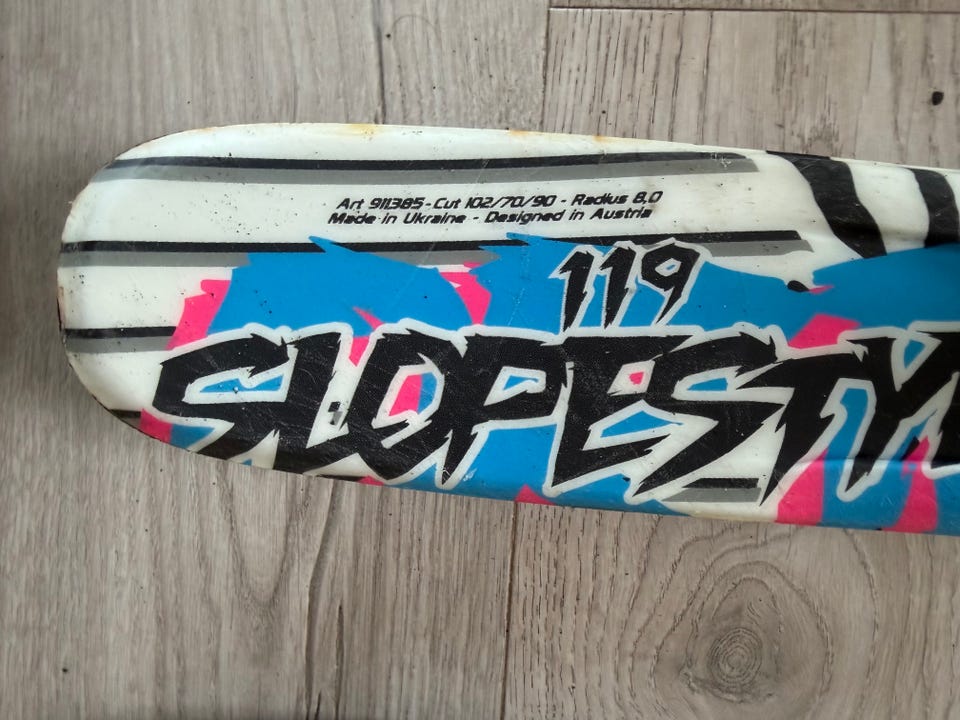 Art 911385 - Cut 102/70/90 - Radius 8.0
Made in Ukraine - Designed in Austria
119
SLOPESTY